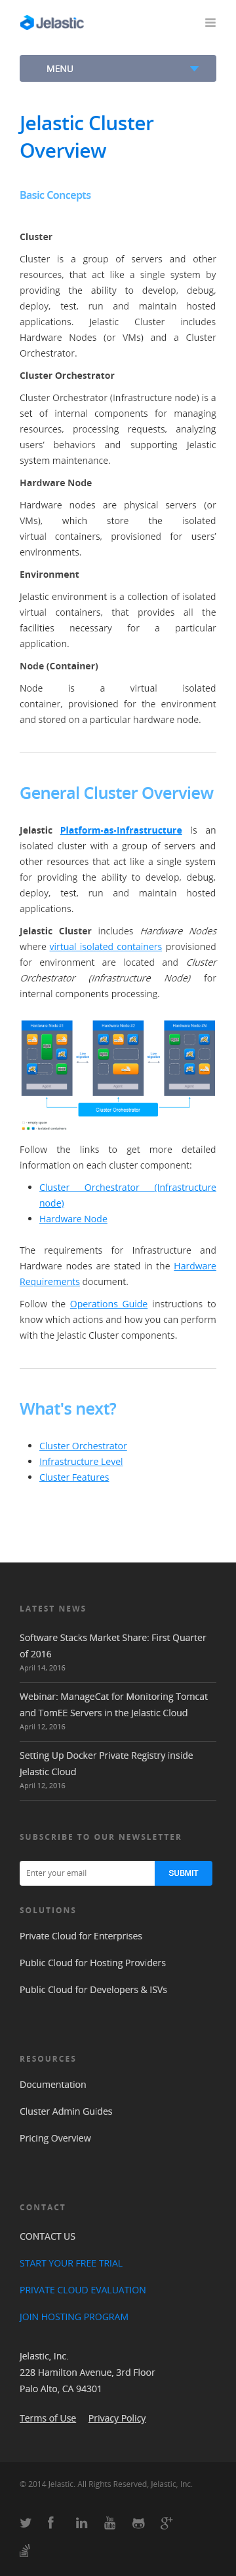 Jelastic
MENU
Jelastic Cluster
Overview
Basic Concepts
Cluster
Cluster is a group of servers and other
resources, that act like a single system by
providing the ability to develop, debug,
deploy, test, run and maintain hosted
applications. Jelastic Cluster includes
Hardware Nodes (or VMs) and a Cluster
Orchestrator.
Cluster Orchestrator
Cluster Orchestrator (Infrastructure node) is a
set of internal components for managing
resources, processing requests, analyzing
users' behaviors and supporting Jelastic
system maintenance.
Hardware Node
Hardware nodes are physical servers (or
VMs), which store the isolated
virtual containers, provisioned for users'
environments.
Environment
Jelastic environment is a collection of isolated
virtual containers, that provides all the
facilities necessary for a particular
application.
Node (Container)
Node is a virtual isolated
container, provisioned for the environment
and stored on a particular hardware node.
General Cluster Overview
Jelastic Platform-as-Infrastructure is an
isolated cluster with a group of servers and
other resources that act like a single system
for providing the ability to develop, debug,
deploy, test, run and maintain hosted
applications.
Jelastic Cluster includes Hardware Nodes
where virtual isolated containers provisioned
for environment are located and Cluster
Orchestrator (Infrastructure Node) for
internal components processing.
Hardware Node #1 Hardware Node #2 Hardware Node #N
Cluster Orchestrator
Isolated containers
Follow the links to get more detailed
information on each cluster component:
Cluster Orchestrator (Infrastructure
node)
Hardware Node
The requirements for Infrastructure and
Hardware nodes are stated in the Hardware
Requirements document.
Follow the Operations Guide instructions to
know which actions and how you can perform
with the Jelastic Cluster components.
What's next?
Cluster Orchestrator
Infrastructure Level
Cluster Features
LATEST NEWS
Software Stacks Market Share: First Quarter
of 2016
April 14, 2016
Webinar: ManageCat for Monitoring Tomcat
and TomEE Servers in the Jelastic Cloud
April 12, 2016
Setting Up Docker Private Registry inside
Jelastic Cloud
April 12, 2016
SUBSCRIBE TO OUR NEWSLETTER
Enter your email SUBMIT
SOLUTIONS
Private Cloud for Enterprises
Public Cloud for Hosting Providers
Public Cloud for Developers & ISVs
RESOURCES
Documentation
Cluster Admin Guides
Pricing Overview
CONTACT
CONTACT US
START YOUR FREE TRIAL
PRIVATE CLOUD EVALUATION
JOIN HOSTING PROGRAM
Jelastic, Inc.
228 Hamilton Avenue, 3rd Floor
Palo Alto, CA 94301
Terms of Use Privacy Policy
© 2014 Jelastic. All Rights Reserved, Jelastic, Inc.